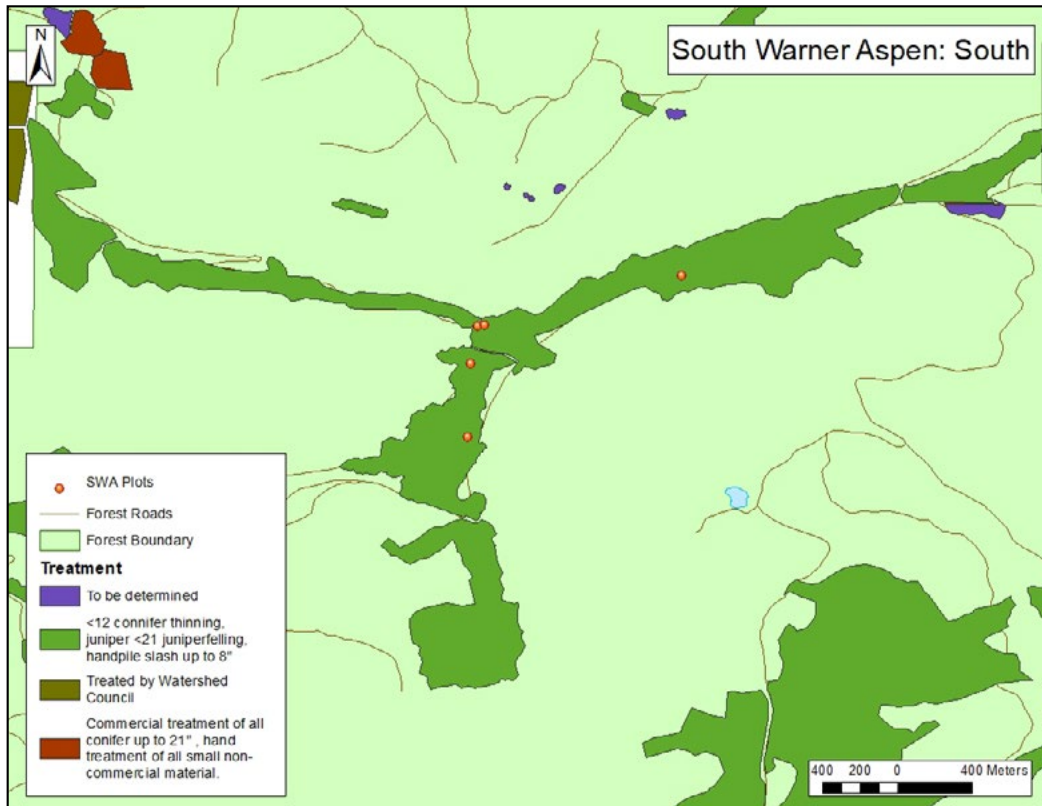 N
South Warner Aspen: South
SWA Plots
Forest Roads
Forest Boundary
Treatment
To be determined
<12 connifer thinning,
juniper <21 juniperfelling,
handpile slash up to 8"
Treated by Watershed
Council
Commercial treatment of all
conifer up to 21" , hand
treatment of all small non-
commercial material.
400 200 0 400 Meters